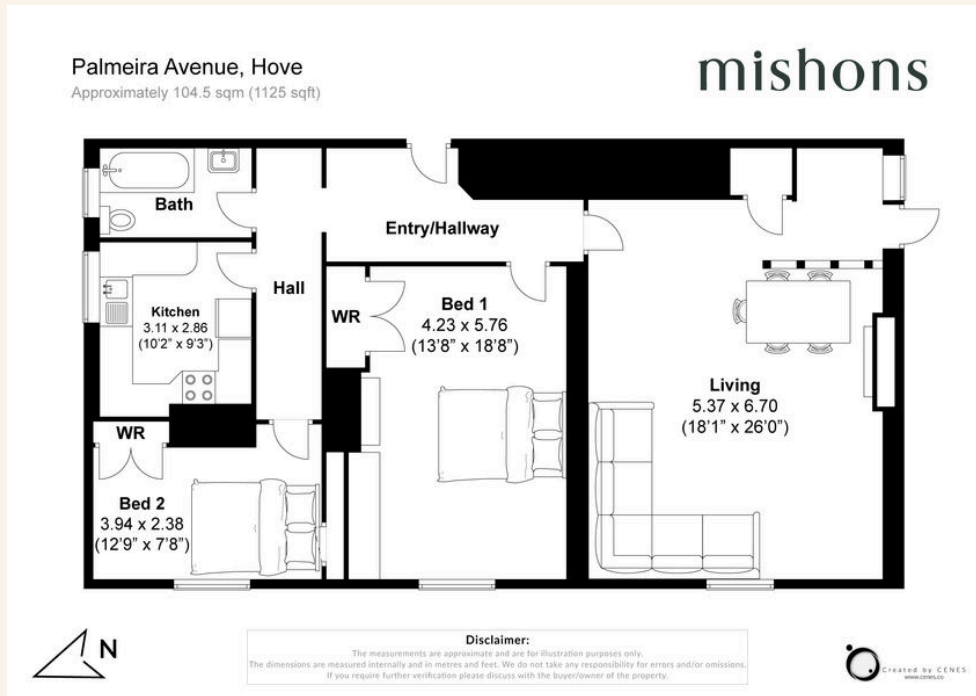 Palmeira Avenue, Hove
Approximately 104.5 sqm (1125 sqft)
mishons
Bath
Entry/Hallway
Kitchen
3.11 x 2.86
(10'2" x 9'3")
Hall
WR
Bed 1
4.23 x 5.76
(13'8" x 18'8")
Living
5.37 x 6.70
(18'1" x 26'0")
WR
Bed 2
3.94 x 2.38
(12'9" x 7'8")
N
Disclaimer:
The measurements are approximate and are for illustration purposes only.
The dimensions are measured internally and in metres and feet. We do not take any responsibility for errors and/or omissions.
If you require further verification please discuss with the buyer/owner of the property.
Created by CENES
www.cenes.co